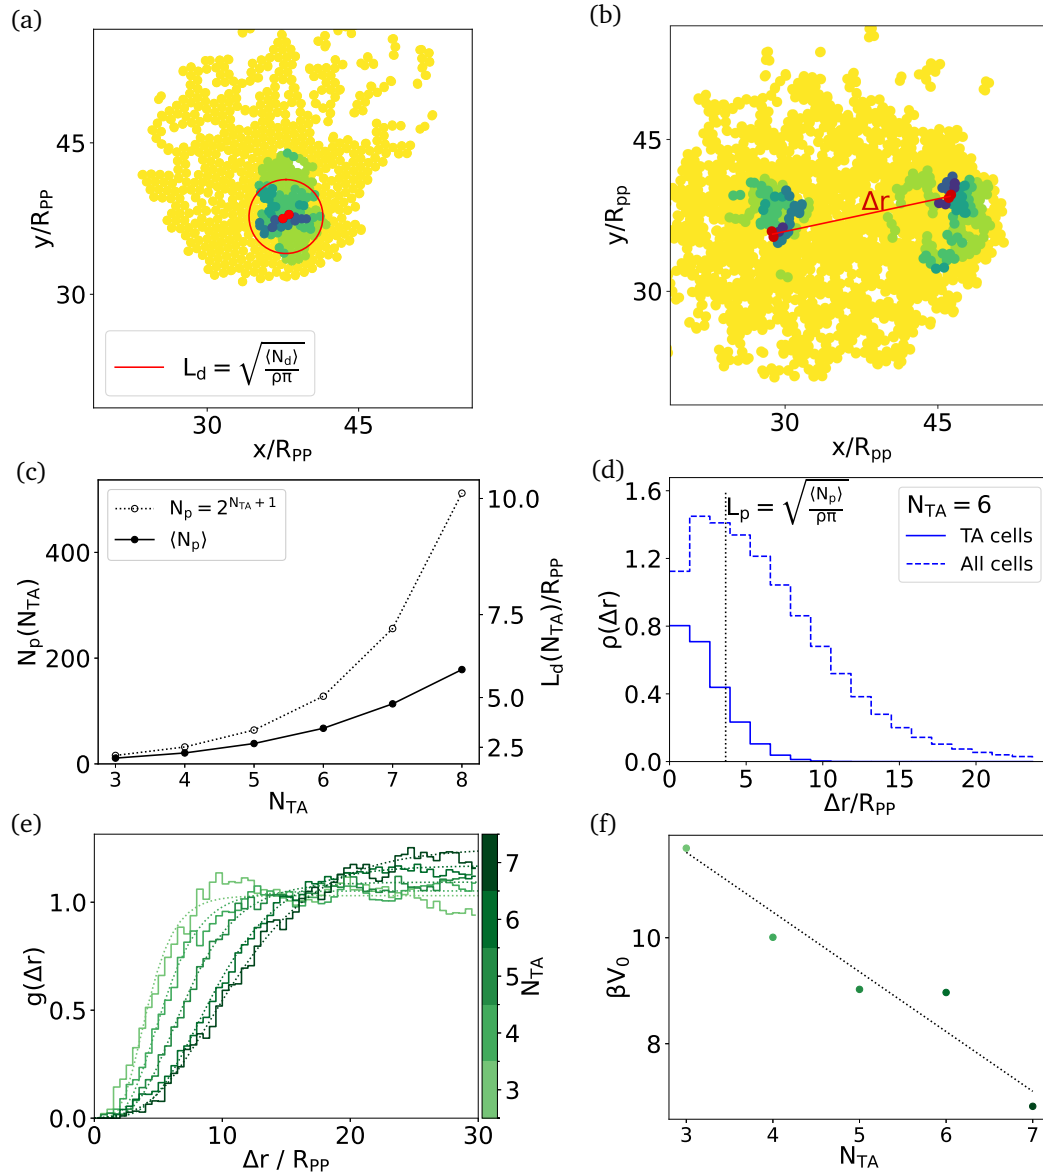 (a)
45
30
y/R_PP
L_d = √(⟨N_d⟩/ρπ)
30 45
x/R_PP
(b)
45
30
y/R_pp
Δr
30 45
x/R_pp
(c)
N_p = 2^{N_TA+1}
⟨N_p⟩
400
200
0
N_p(N_TA)
10.0
7.5
5.0
2.5
L_d(N_TA)/R_PP
3 4 5 6 7 8
N_TA
(d)
1.6
1.2
0.8
0.4
0.0
ρ(Δr)
L_p = √(⟨N_p⟩/ρπ)
N_TA = 6
TA cells
All cells
0 5 10 15 20
Δr/R_PP
(e)
1.0
0.5
0.0
g(Δr)
0 10 20 30
Δr / R_PP
7
6
5
4
3
N_TA
(f)
10
8
βV_0
3 4 5 6 7
N_TA